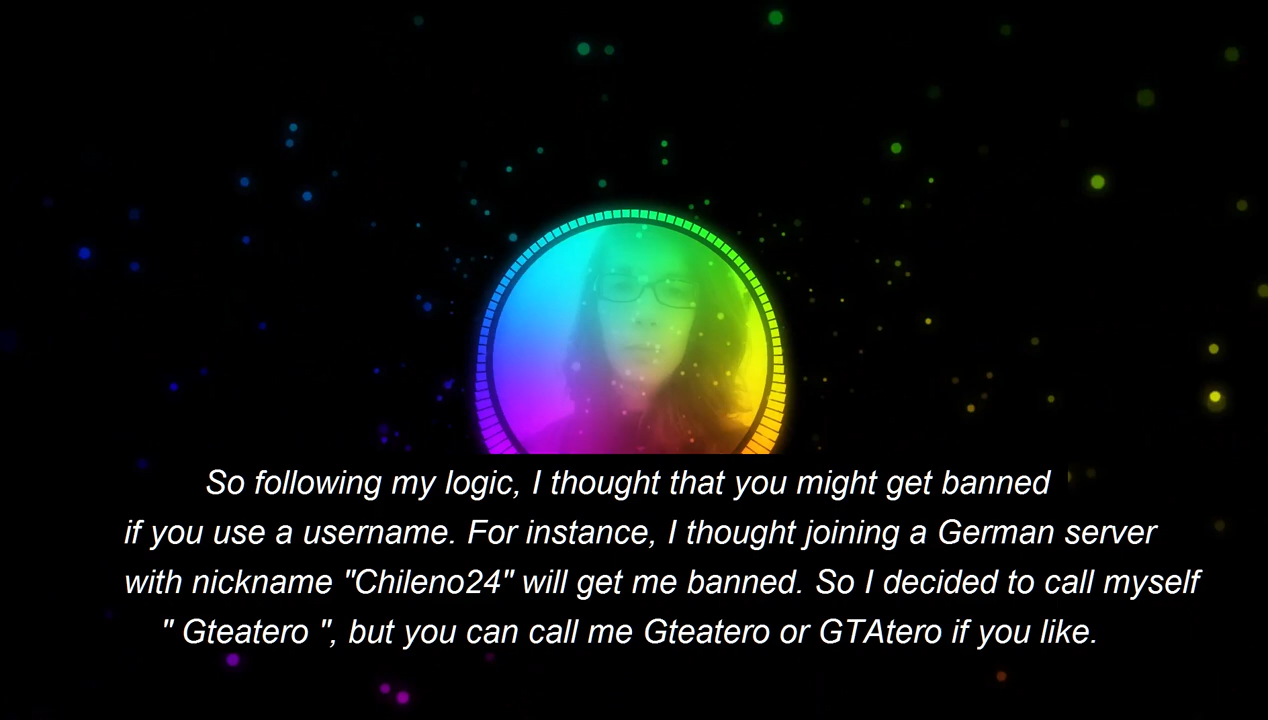 So following my logic, I thought that you might get banned
if you use a username. For instance, I thought joining a German server
with nickname "Chileno24" will get me banned. So I decided to call myself
" Gteatero ", but you can call me Gteatero or GTAtero if you like.